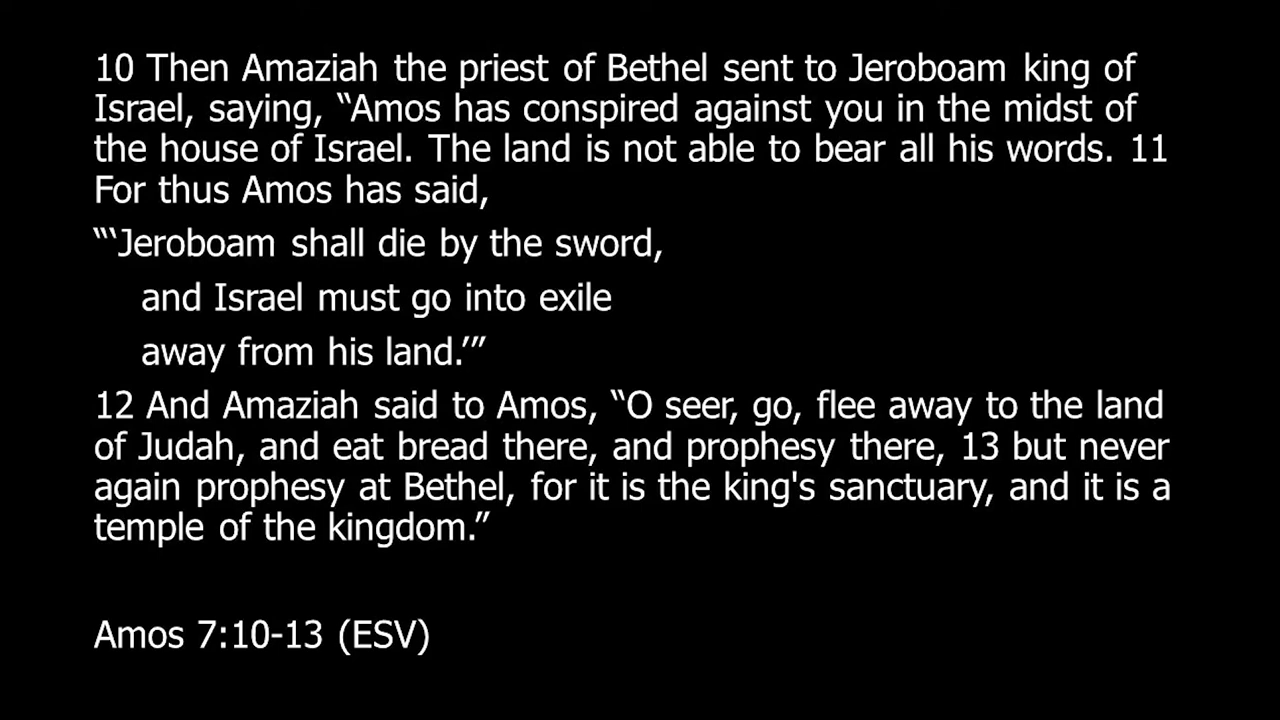 10 Then Amaziah the priest of Bethel sent to Jeroboam king of
Israel, saying, “Amos has conspired against you in the midst of
the house of Israel. The land is not able to bear all his words. 11
For thus Amos has said,
“‘Jeroboam shall die by the sword,
and Israel must go into exile
away from his land.’”
12 And Amaziah said to Amos, “O seer, go, flee away to the land
of Judah, and eat bread there, and prophesy there, 13 but never
again prophesy at Bethel, for it is the king's sanctuary, and it is a
temple of the kingdom.”
Amos 7:10-13 (ESV)